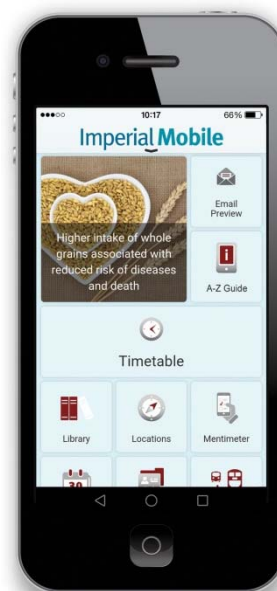 10:17
66%
Imperial Mobile
Higher intake of whole
grains associated with
reduced risk of diseases
and death
Email
Preview
i
A-Z Guide
Timetable
Library
Locations
Mentimeter
30